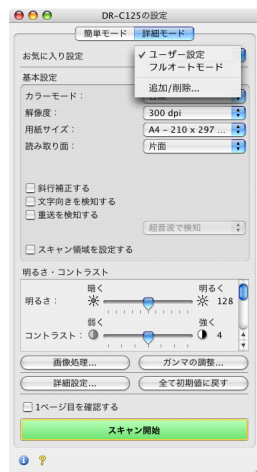 DR-C125の設定
簡単モード 詳細モード
お気に入り設定
✓ ユーザー設定
フルオートモード
追加/削除...
基本設定
カラーモード：
解像度： 300 dpi
用紙サイズ： A4 – 210 x 297 ...
読み取り面： 片面
斜行補正する
文字向きを検知する
重送を検知する
超音波で検知
スキャン領域を設定する
明るさ・コントラスト
暗く 明るく
明るさ： 128
弱く 強く
コントラスト： 4
画像処理... ガンマの調整...
詳細設定... 全て初期値に戻す
1ページ目を確認する
スキャン開始